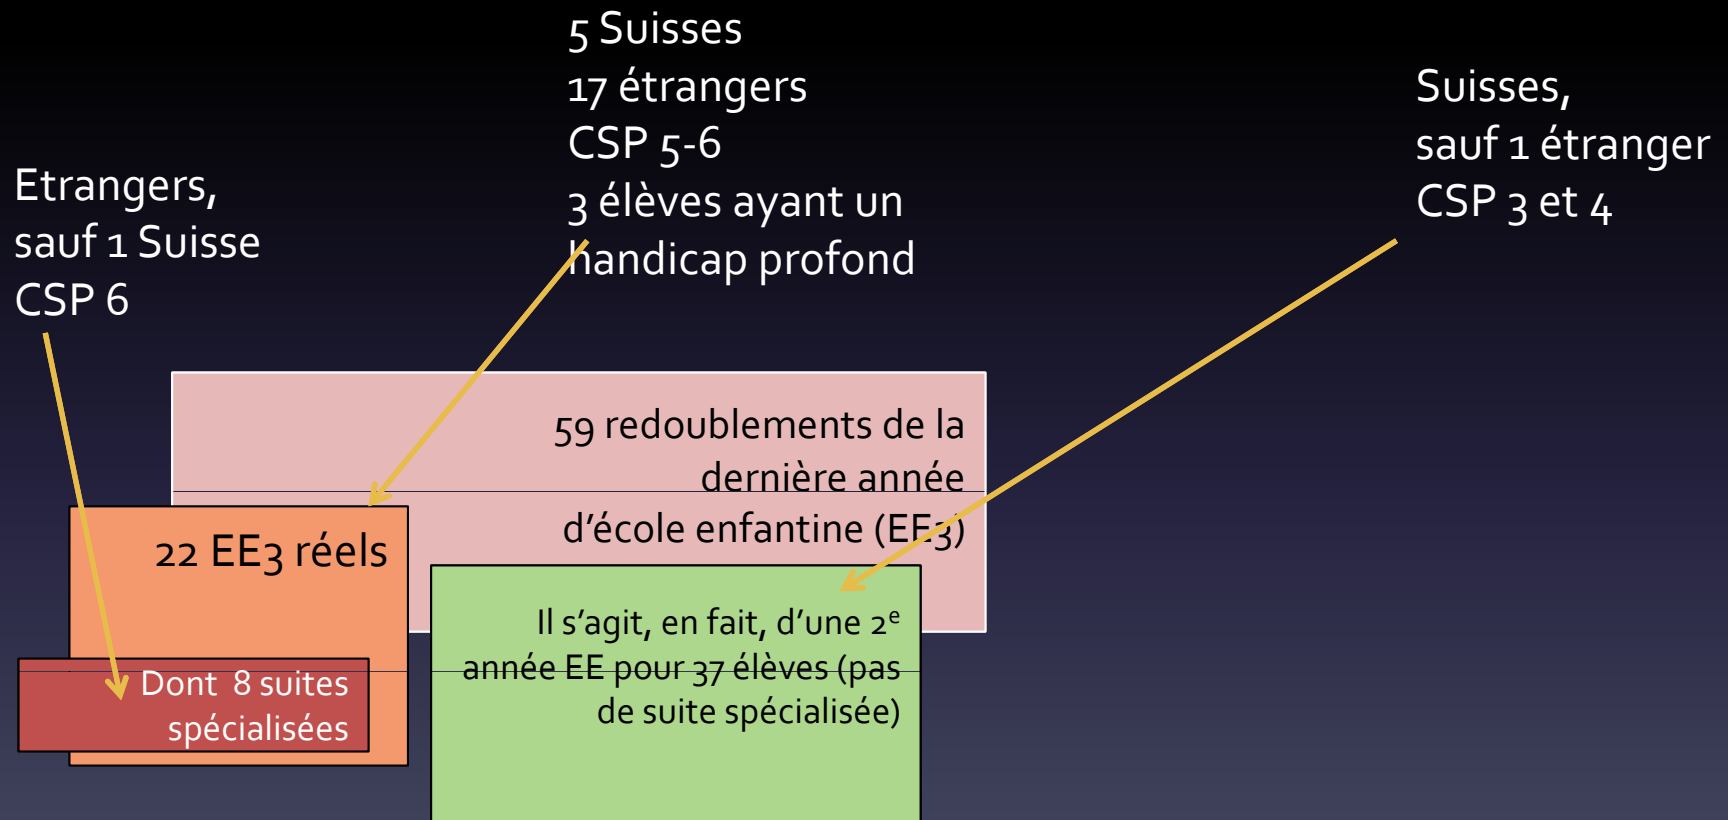 5 Suisses
17 étrangers
CSP 5-6
3 élèves ayant un
handicap profond
Suisses,
sauf 1 étranger
CSP 3 et 4
Etrangers,
sauf 1 Suisse
CSP 6
59 redoublements de la
dernière année
d’école enfantine (EE3)
22 EE3 réels
Il s’agit, en fait, d’une 2e
année EE pour 37 élèves (pas
de suite spécialisée)
Dont 8 suites
spécialisées